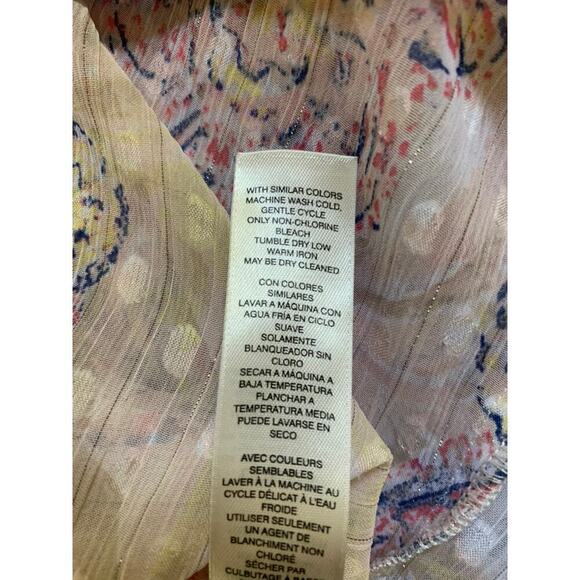 WITH SIMILAR COLORS
MACHINE WASH COLD,
GENTLE CYCLE
ONLY NON-CHLORINE
BLEACH
TUMBLE DRY LOW
WARM IRON
MAY BE DRY CLEANED
CON COLORES
SIMILARES
LAVAR A MÁQUINA CON
AGUA FRÍA EN CICLO
SUAVE
SOLAMENTE
BLANQUEADOR SIN
CLORO
SECAR A MÁQUINA A
BAJA TEMPERATURA
PLANCHAR A
TEMPERATURA MEDIA
PUEDE LAVARSE EN
SECO
AVEC COULEURS
SEMBLABLES
LAVER À LA MACHINE AU
CYCLE DÉLICAT À L'EAU
FROIDE
UTILISER SEULEMENT
UN AGENT DE
BLANCHIMENT NON
CHLORÉ
SÉCHER PAR
CULBUTAGE À